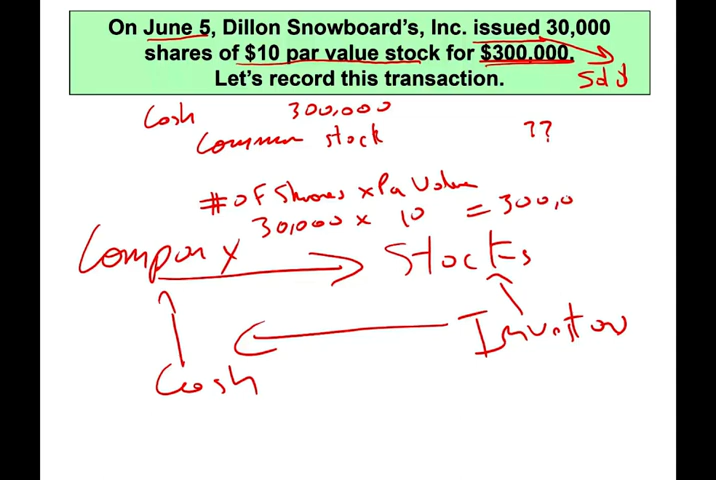 On June 5, Dillon Snowboard's, Inc. issued 30,000
shares of $10 par value stock for $300,000.
Let's record this transaction.
Sold
Cash 300,000
Common stock ??
# of Shares x Par Value
30,000 x 10 = 300,0
Company Stocks
Investor
Cash